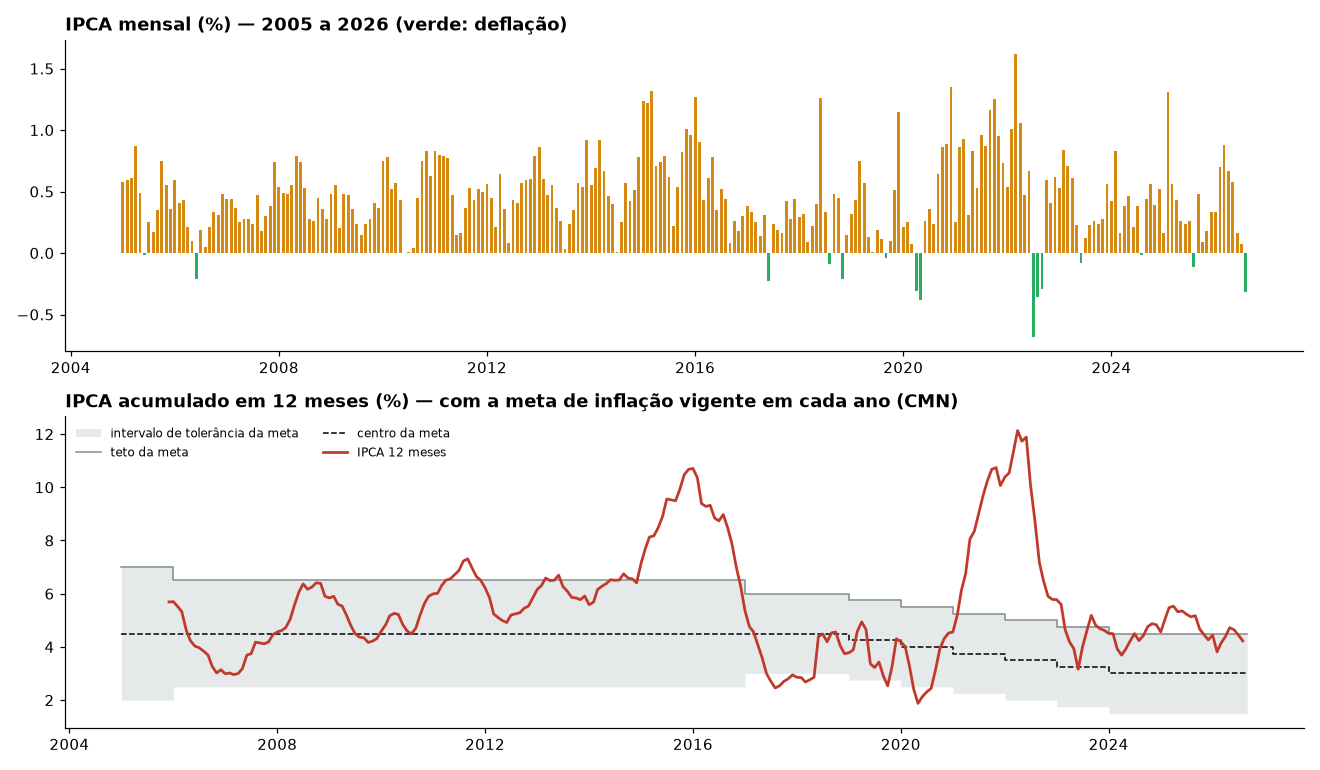 IPCA mensal (%) — 2005 a 2026 (verde: deflação)
1.5
1.0
0.5
0.0
−0.5
2004 2008 2012 2016 2020 2024
IPCA acumulado em 12 meses (%) — com a meta de inflação vigente em cada ano (CMN)
intervalo de tolerância da meta centro da meta
teto da meta IPCA 12 meses
12
10
8
6
4
2
2004 2008 2012 2016 2020 2024